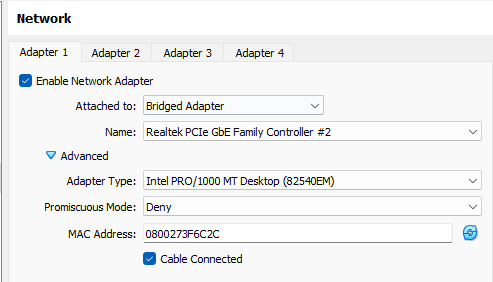 Network
Adapter 1 Adapter 2 Adapter 3 Adapter 4
Enable Network Adapter
Attached to: Bridged Adapter
Name: Realtek PCIe GbE Family Controller #2
Advanced
Adapter Type: Intel PRO/1000 MT Desktop (82540EM)
Promiscuous Mode: Deny
MAC Address: 0800273F6C2C
Cable Connected